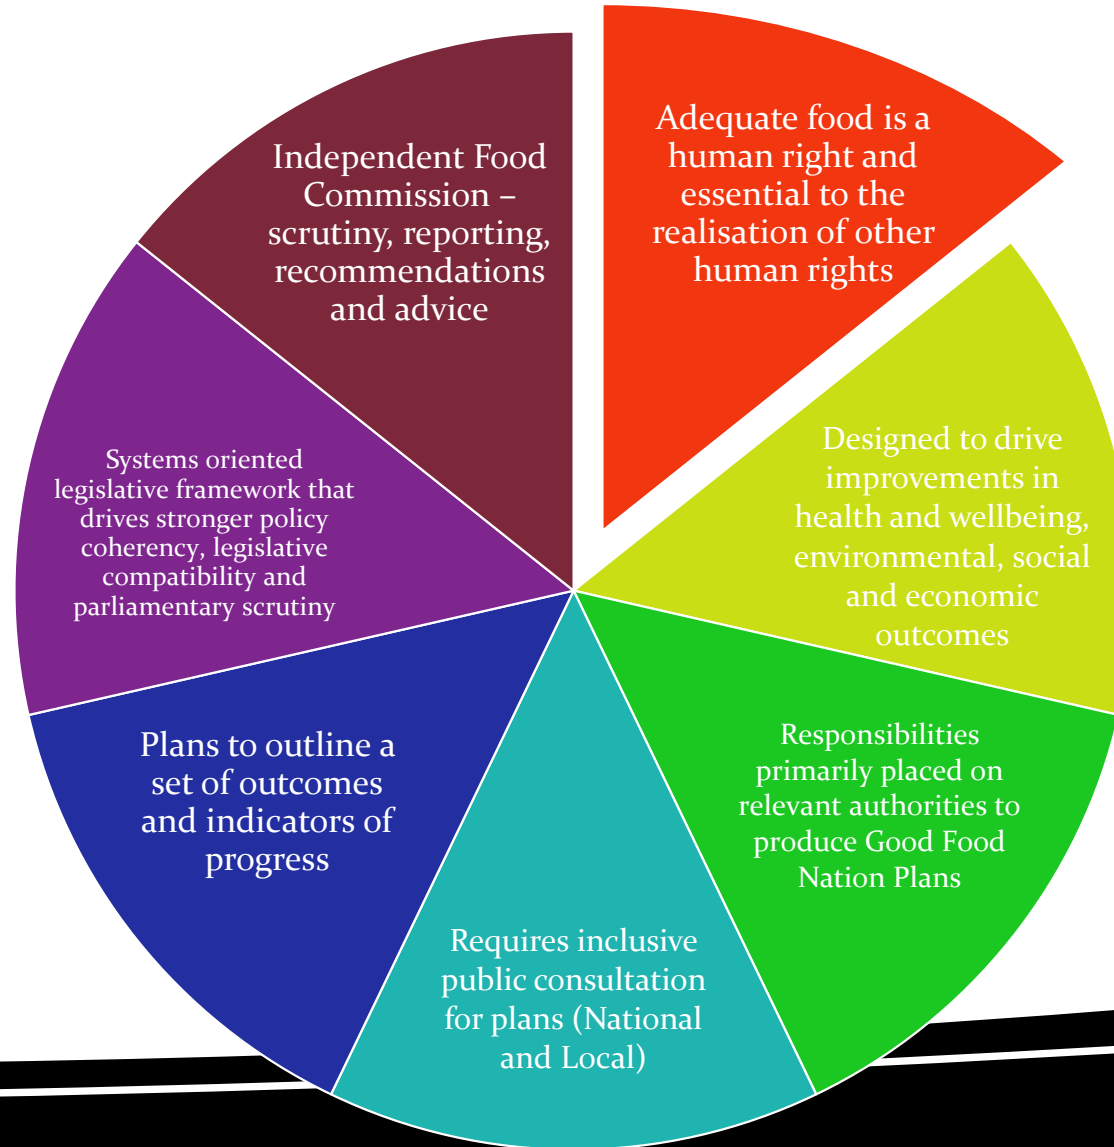 Adequate food is a
human right and
essential to the
realisation of other
human rights
Designed to drive
improvements in
health and wellbeing,
environmental, social
and economic
outcomes
Responsibilities
primarily placed on
relevant authorities to
produce Good Food
Nation Plans
Requires inclusive
public consultation
for plans (National
and Local)
Plans to outline a
set of outcomes
and indicators of
progress
Systems oriented
legislative framework that
drives stronger policy
coherency, legislative
compatibility and
parliamentary scrutiny
Independent Food
Commission –
scrutiny, reporting,
recommendations
and advice